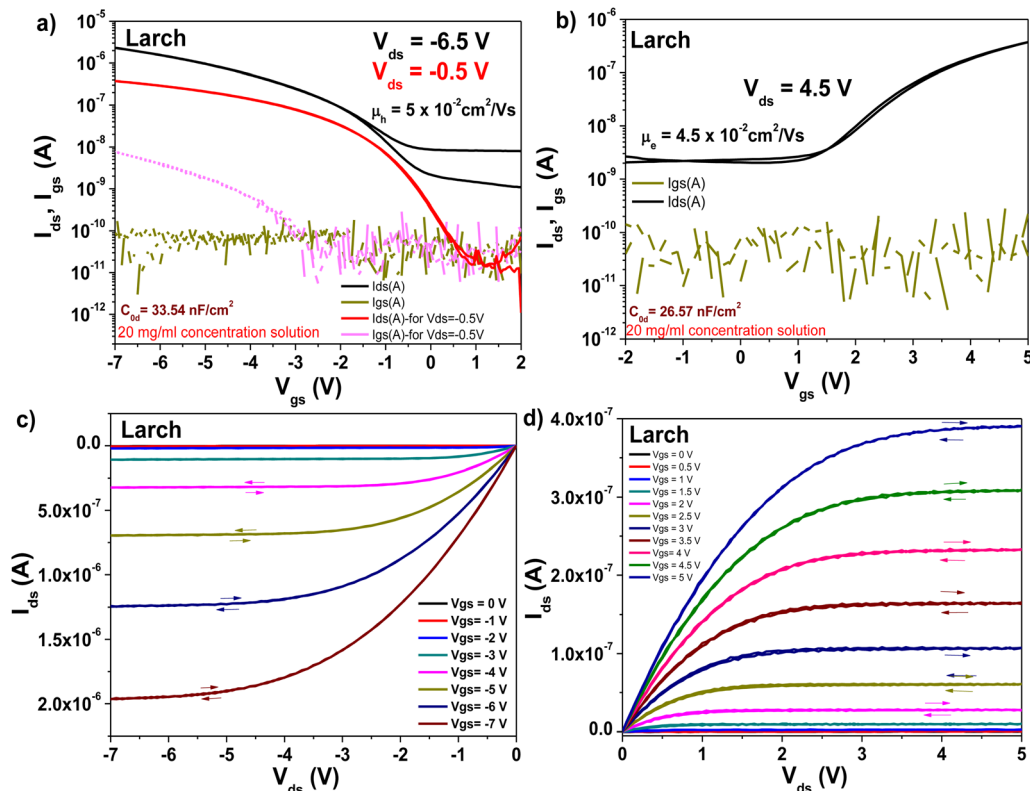 a)
Larch
V_ds = -6.5 V
V_ds = -0.5 V
μ_h = 5 x 10^-2 cm^2/Vs
I_ds, I_gs (A)
10^-5
10^-6
10^-7
10^-8
10^-9
10^-10
10^-11
10^-12
Ids(A)
Igs(A)
Ids(A)-for Vds=-0.5V
Igs(A)-for Vds=-0.5V
C_0d = 33.54 nF/cm^2
20 mg/ml concentration solution
-7 -6 -5 -4 -3 -2 -1 0 1 2
V_gs (V)
b)
Larch
V_ds = 4.5 V
μ_e = 4.5 x 10^-2 cm^2/Vs
I_ds, I_gs (A)
10^-6
10^-7
10^-8
10^-9
10^-10
10^-11
10^-12
Igs(A)
Ids(A)
C_0d = 26.57 nF/cm^2
20 mg/ml concentration solution
-2 -1 0 1 2 3 4 5
V_gs (V)
c)
Larch
I_ds (A)
0.0
5.0x10^-7
1.0x10^-6
1.5x10^-6
2.0x10^-6
Vgs = 0 V
Vgs= -1 V
Vgs= -2 V
Vgs= -3 V
Vgs= -4 V
Vgs= -5 V
Vgs= -6 V
Vgs= -7 V
-7 -6 -5 -4 -3 -2 -1 0
V_ds (V)
d)
Larch
I_ds (A)
4.0x10^-7
3.0x10^-7
2.0x10^-7
1.0x10^-7
0.0
Vgs = 0 V
Vgs = 0.5 V
Vgs = 1 V
Vgs = 1.5 V
Vgs = 2 V
Vgs = 2.5 V
Vgs = 3 V
Vgs = 3.5 V
Vgs= 4 V
Vgs = 4.5 V
Vgs = 5 V
0 1 2 3 4 5
V_ds (V)